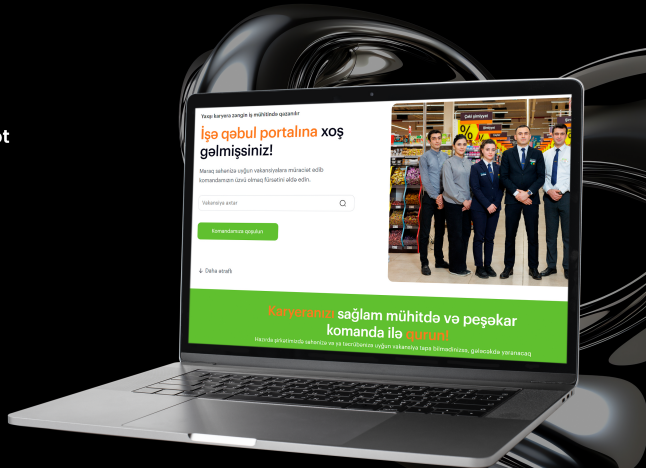 Yaxşı karyera zəngin iş mühitində qazanılır
İşə qəbul portalına xoş
gəlmişsiniz!
Maraq sahənizə uyğun vakansiyalara müraciət edib
komandamızın üzvü olmaq fürsətini əldə edin.
Vakansiya axtar
Komandamıza qoşulun
↓ Daha ətraflı
Karyeranızı sağlam mühitdə və peşəkar
komanda ilə qurun!
Hazırda şirkətimizdə sahənizə və ya təcrübənizə uyğun vakansiya tapa bilmədinizsə, gələcəkdə yaranacaq